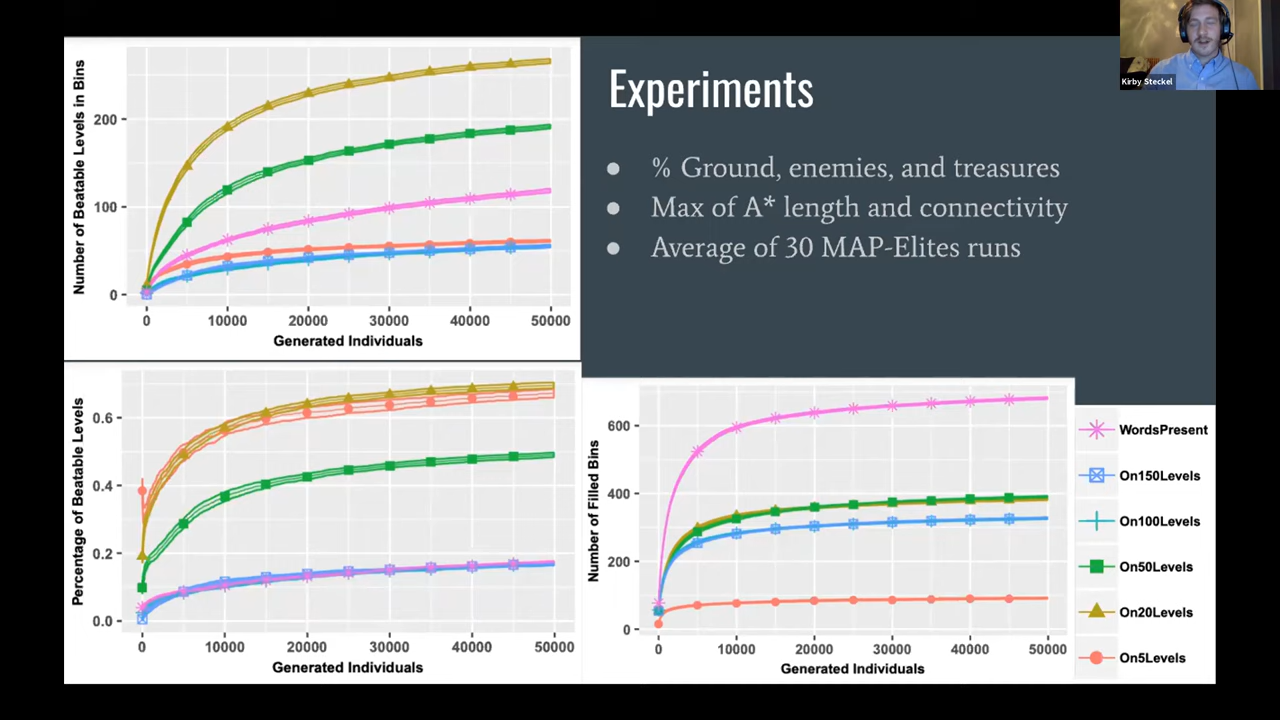 Number of Beatable Levels in Bins
200
100
0
0 10000 20000 30000 40000 50000
Generated Individuals
Experiments
● % Ground, enemies, and treasures
● Max of A* length and connectivity
● Average of 30 MAP-Elites runs
Kirby Steckel
Percentage of Beatable Levels
0.6
0.4
0.2
0.0
0 10000 20000 30000 40000 50000
Generated Individuals
Number of Filled Bins
600
400
200
0
0 10000 20000 30000 40000 50000
Generated Individuals
WordsPresent
On150Levels
On100Levels
On50Levels
On20Levels
On5Levels